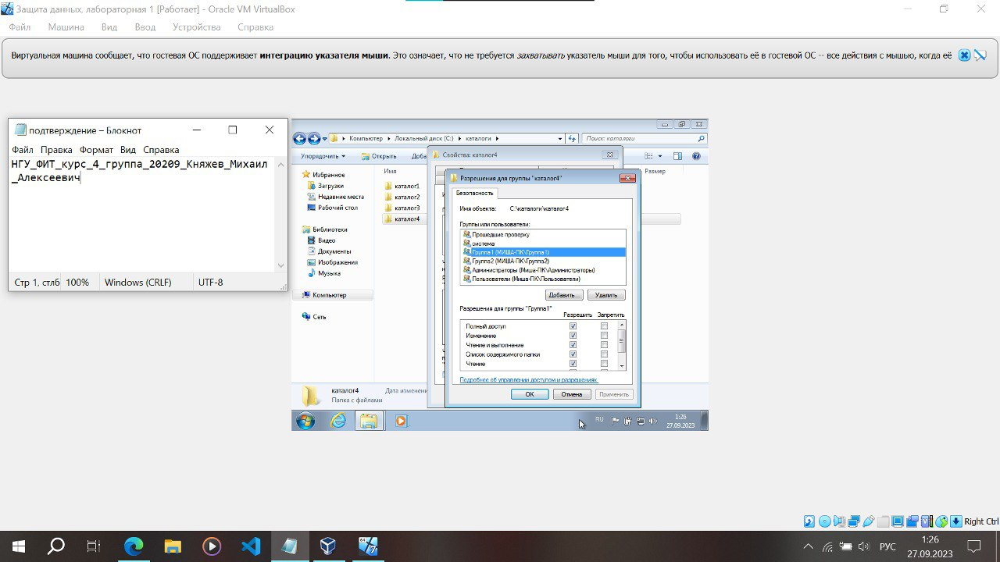 Защита данных, лабораторная 1 [Работает] - Oracle VM VirtualBox
Файл Машина Вид Ввод Устройства Справка
Виртуальная машина сообщает, что гостевая ОС поддерживает интеграцию указателя мыши. Это означает, что не требуется захватывать указатель мыши для того, чтобы использовать её в гостевой ОС -- все действия с мышью, когда её
подтверждение – Блокнот
Файл Правка Формат Вид Справка
НГУ_ФИТ_курс_4_группа_20209_Княжев_Михаил
_Алексеевич
Стр 1, стлб 100% Windows (CRLF) UTF-8
Компьютер Локальный диск (C:) каталоги
Поиск: каталоги
Упорядочить Открыть Доба
Избранное
Загрузки
Недавние места
Рабочий стол
Библиотеки
Видео
Документы
Изображения
Музыка
Компьютер
Сеть
Имя
Размер
каталог1
каталог2
каталог3
каталог4
каталог4 Дата изменени
Папка с файлами
Свойства: каталог4
Разрешения для группы "каталог4"
Безопасность
Имя объекта: C:\каталоги\каталог4
Группы или пользователи:
Прошедшие проверку
система
Группа1 (МИША-ПК\Группа1)
Группа2 (МИША-ПК\Группа2)
Администраторы (Миша-ПК\Администраторы)
Пользователи (Миша-ПК\Пользователи)
Добавить... Удалить
Разрешения для группы "Группа1" Разрешить Запретить
Полный доступ
Изменение
Чтение и выполнение
Список содержимого папки
Чтение
Подробнее об управлении доступом и разрешениях
ОК Отмена Применить
RU
1:26
27.09.2023
Right Ctrl
РУС
1:26
27.09.2023